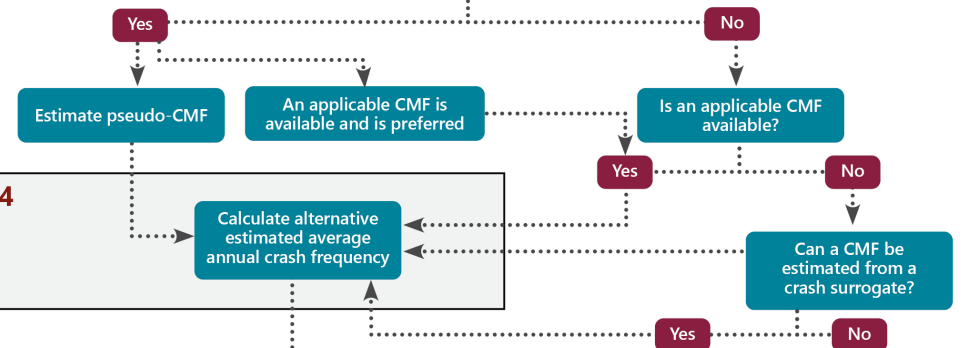 Yes
No
Estimate pseudo-CMF
An applicable CMF is
available and is preferred
Is an applicable CMF
available?
Yes
No
4
Calculate alternative
estimated average
annual crash frequency
Can a CMF be
estimated from a
crash surrogate?
Yes
No